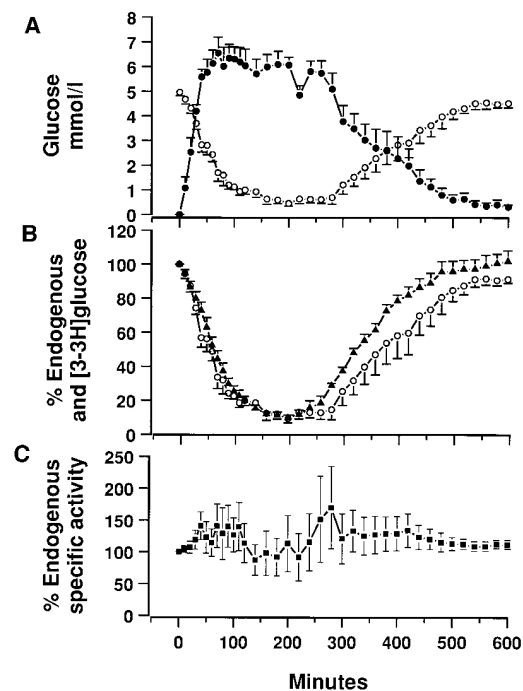 A
Glucose
mmol/l
8
7
6
5
4
3
2
1
0
B
% Endogenous
and [3-3H]glucose
120
100
80
60
40
20
0
C
% Endogenous
specific activity
250
200
150
100
50
0
0 100 200 300 400 500 600
Minutes